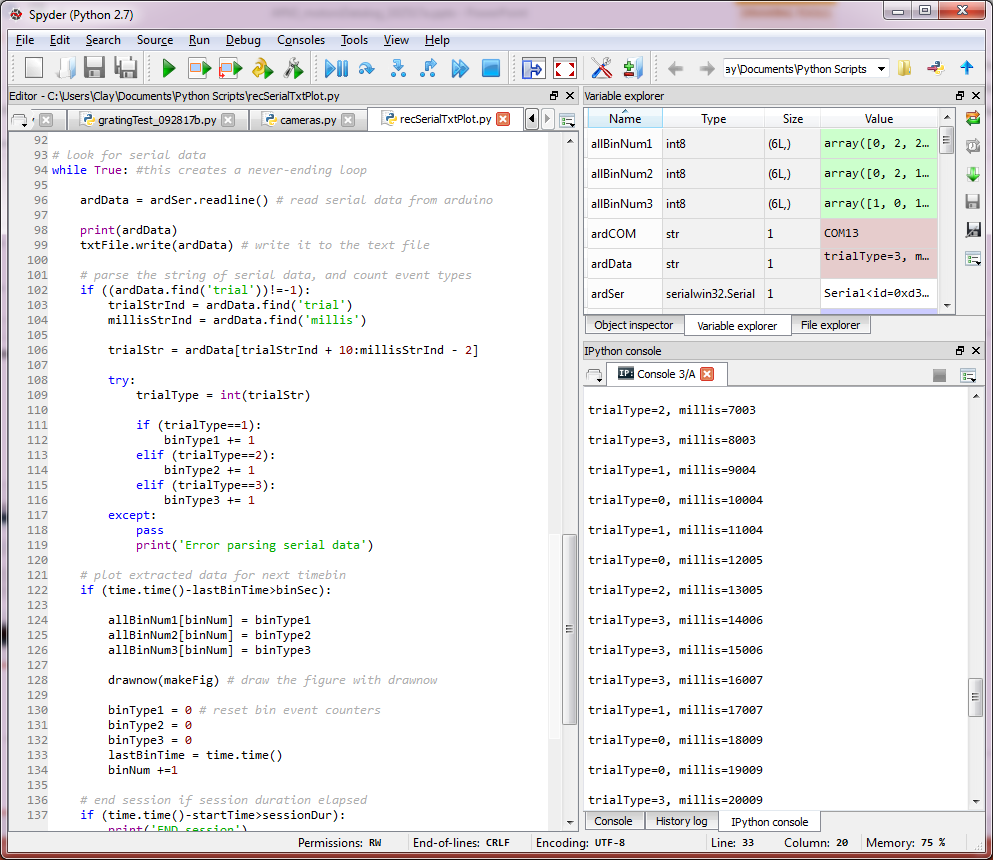 Spyder (Python 2.7)
File Edit Search Source Run Debug Consoles Tools View Help
ay\Documents\Python Scripts
Editor - C:\Users\Clay\Documents\Python Scripts\recSerialTxtPlot.py
gratingTest_092817b.py cameras.py recSerialTxtPlot.py
92
93 # look for serial data
94 while True: #this creates a never-ending loop
95
96 ardData = ardSer.readline() # read serial data from arduino
97
98 print(ardData)
99 txtFile.write(ardData) # write it to the text file
100
101 # parse the string of serial data, and count event types
102 if ((ardData.find('trial'))!=-1):
103 trialStrInd = ardData.find('trial')
104 millisStrInd = ardData.find('millis')
105
106 trialStr = ardData[trialStrInd + 10:millisStrInd - 2]
107
108 try:
109 trialType = int(trialStr)
110
111 if (trialType==1):
112 binType1 += 1
113 elif (trialType==2):
114 binType2 += 1
115 elif (trialType==3):
116 binType3 += 1
117 except:
118 pass
119 print('Error parsing serial data')
120
121 # plot extracted data for next timebin
122 if (time.time()-lastBinTime>binSec):
123
124 allBinNum1[binNum] = binType1
125 allBinNum2[binNum] = binType2
126 allBinNum3[binNum] = binType3
127
128 drawnow(makeFig) # draw the figure with drawnow
129
130 binType1 = 0 # reset bin event counters
131 binType2 = 0
132 binType3 = 0
133 lastBinTime = time.time()
134 binNum +=1
135
136 # end session if session duration elapsed
137 if (time.time()-startTime>sessionDur):
print('END session')
Variable explorer
Name Type Size Value
allBinNum1 int8 (6L,) array([0, 2, 2...
allBinNum2 int8 (6L,) array([0, 2, 1...
allBinNum3 int8 (6L,) array([1, 0, 1...
ardCOM str 1 COM13
ardData str 1 trialType=3, m...
ardSer serialwin32.Serial 1 Serial<id=0xd3...
Object inspector Variable explorer File explorer
IPython console
IP: Console 3/A
trialType=2, millis=7003
trialType=3, millis=8003
trialType=1, millis=9004
trialType=0, millis=10004
trialType=1, millis=11004
trialType=0, millis=12005
trialType=2, millis=13005
trialType=3, millis=14006
trialType=3, millis=15006
trialType=3, millis=16007
trialType=1, millis=17007
trialType=0, millis=18009
trialType=0, millis=19009
trialType=3, millis=20009
Console History log IPython console
Permissions: RW End-of-lines: CRLF Encoding: UTF-8 Line: 33 Column: 20 Memory: 75 %